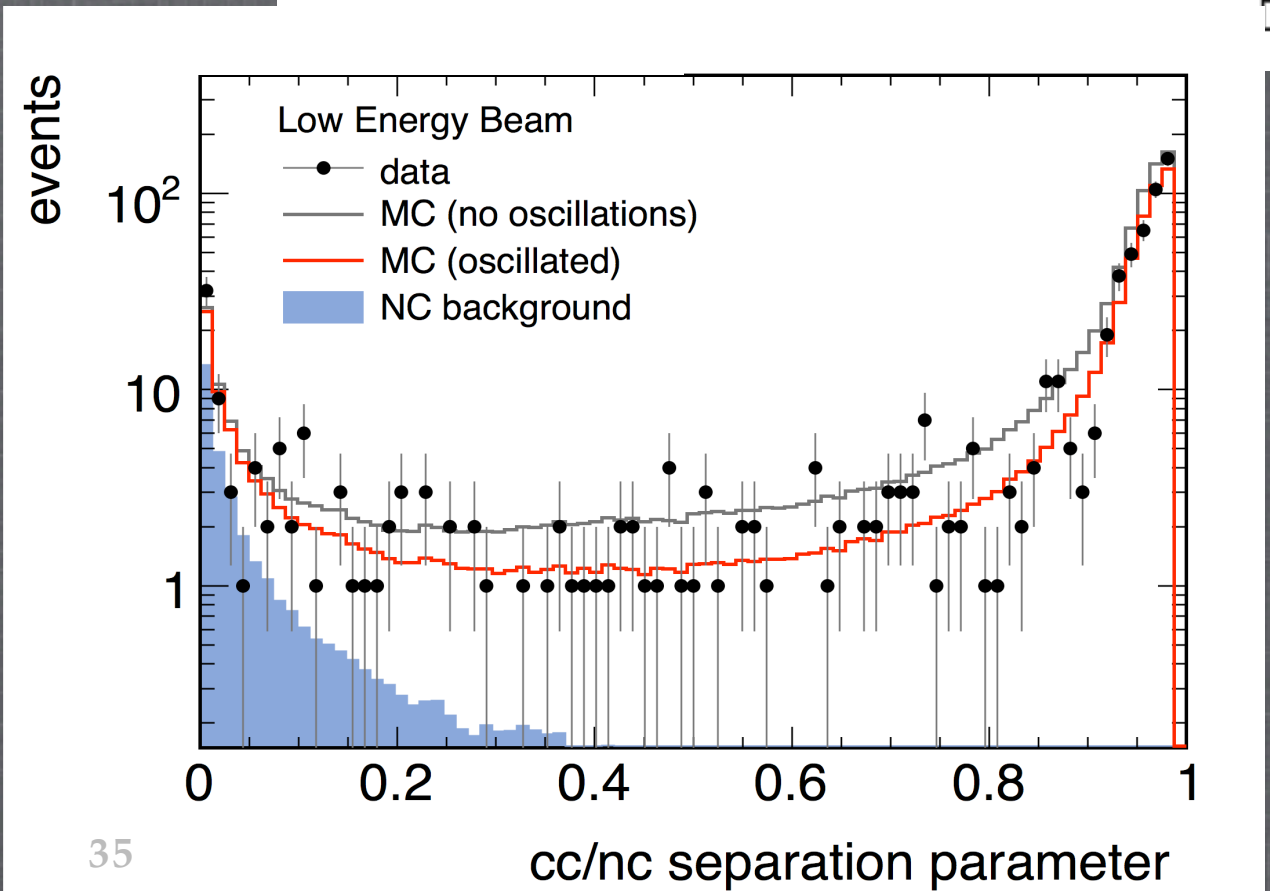 events
Low Energy Beam
data
MC (no oscillations)
MC (oscillated)
NC background
10²
10
1
0 0.2 0.4 0.6 0.8 1
cc/nc separation parameter
35